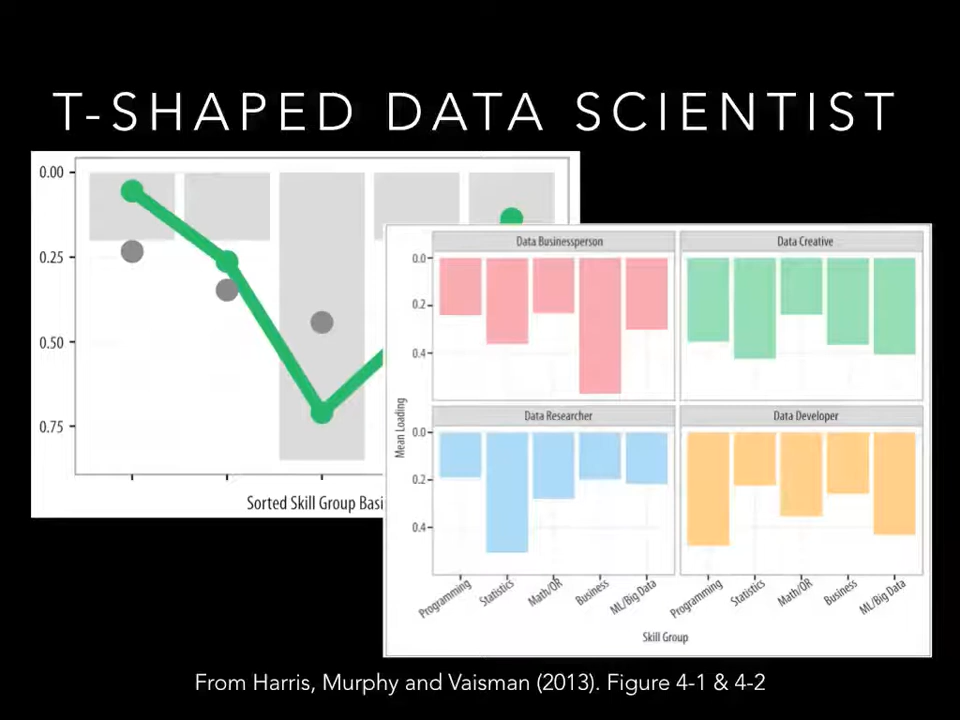 T-SHAPED DATA SCIENTIST
0.00
0.25
0.50
0.75
Sorted Skill Group Basi
Data Businessperson
Data Creative
0.0
0.2
0.4
Data Researcher
Data Developer
0.0
0.2
0.4
Mean Loading
Programming Statistics Math/OR Business ML/Big Data
Programming Statistics Math/OR Business ML/Big Data
Skill Group
From Harris, Murphy and Vaisman (2013). Figure 4-1 & 4-2